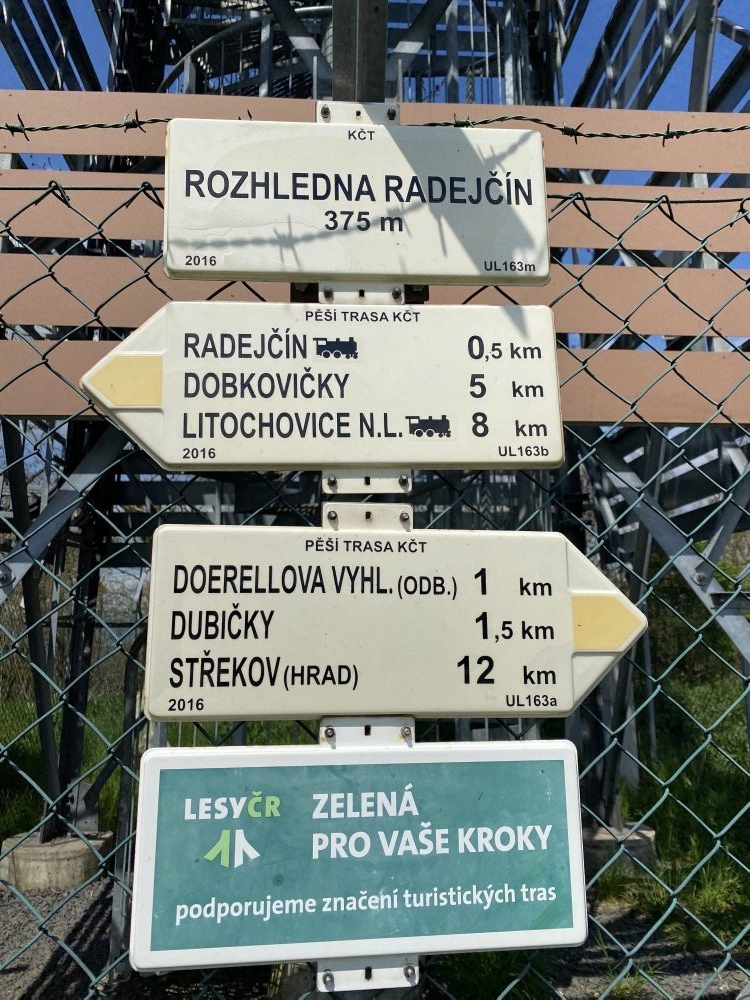 KČT
ROZHLEDNA RADEJČÍN
375 m
2016 UL163m
PĚŠÍ TRASA KČT
RADEJČÍN 0,5 km
DOBKOVIČKY 5 km
LITOCHOVICE N.L. 8 km
2016 UL163b
PĚŠÍ TRASA KČT
DOERELLOVA VYHL. (ODB.) 1 km
DUBIČKY 1,5 km
STŘEKOV (HRAD) 12 km
2016 UL163a
LESYČR ZELENÁ
PRO VAŠE KROKY
podporujeme značení turistických tras